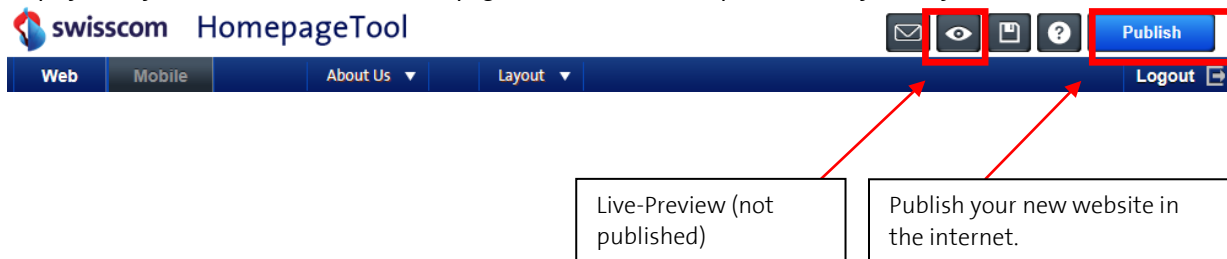 swisscom HomepageTool
Publish
Web Mobile About Us ▼ Layout ▼ Logout
Live-Preview (not
published)
Publish your new website in
the internet.